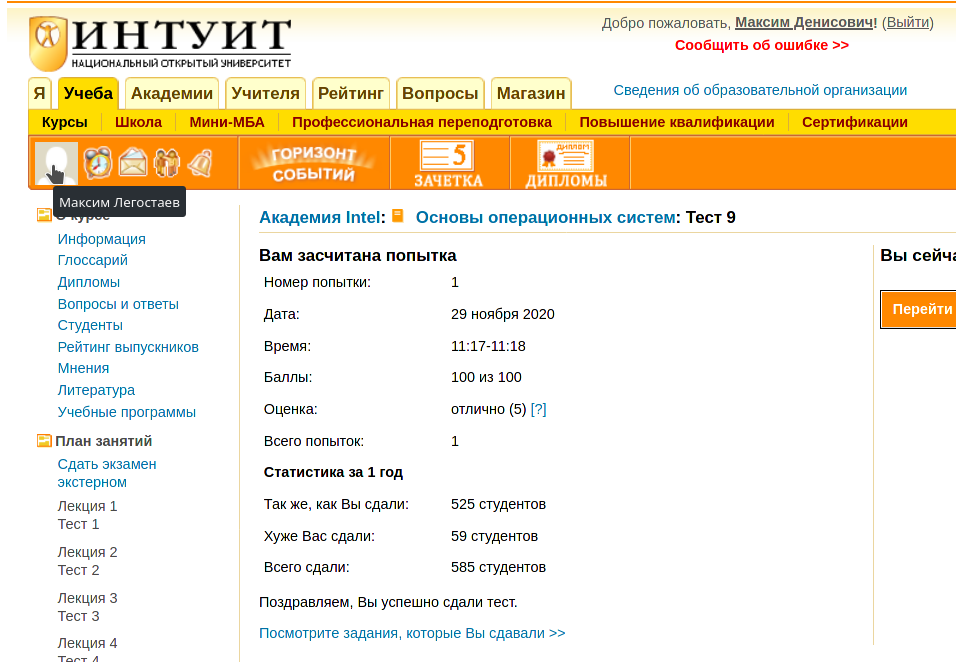 ИНТУИТ
НАЦИОНАЛЬНЫЙ ОТКРЫТЫЙ УНИВЕРСИТЕТ
Добро пожаловать, Максим Денисович! (Выйти)
Сообщить об ошибке >>
Я Учеба Академии Учителя Рейтинг Вопросы Магазин
Сведения об образовательной организации
Курсы Школа Мини-МБА Профессиональная переподготовка Повышение квалификации Сертификации
ГОРИЗОНТ
СОБЫТИЙ
5
ЗАЧЕТКА
ДИПЛОМЪ
ДИПЛОМЫ
Максим Легостаев
О курсе
Информация
Глоссарий
Дипломы
Вопросы и ответы
Студенты
Рейтинг выпускников
Мнения
Литература
Учебные программы
План занятий
Сдать экзамен
экстерном
Лекция 1
Тест 1
Лекция 2
Тест 2
Лекция 3
Тест 3
Лекция 4
Тест 4
Академия Intel: Основы операционных систем: Тест 9
Вам засчитана попытка
Номер попытки: 1
Дата: 29 ноября 2020
Время: 11:17-11:18
Баллы: 100 из 100
Оценка: отлично (5) [?]
Всего попыток: 1
Статистика за 1 год
Так же, как Вы сдали: 525 студентов
Хуже Вас сдали: 59 студентов
Всего сдали: 585 студентов
Поздравляем, Вы успешно сдали тест.
Посмотрите задания, которые Вы сдавали >>
Вы
Перейти